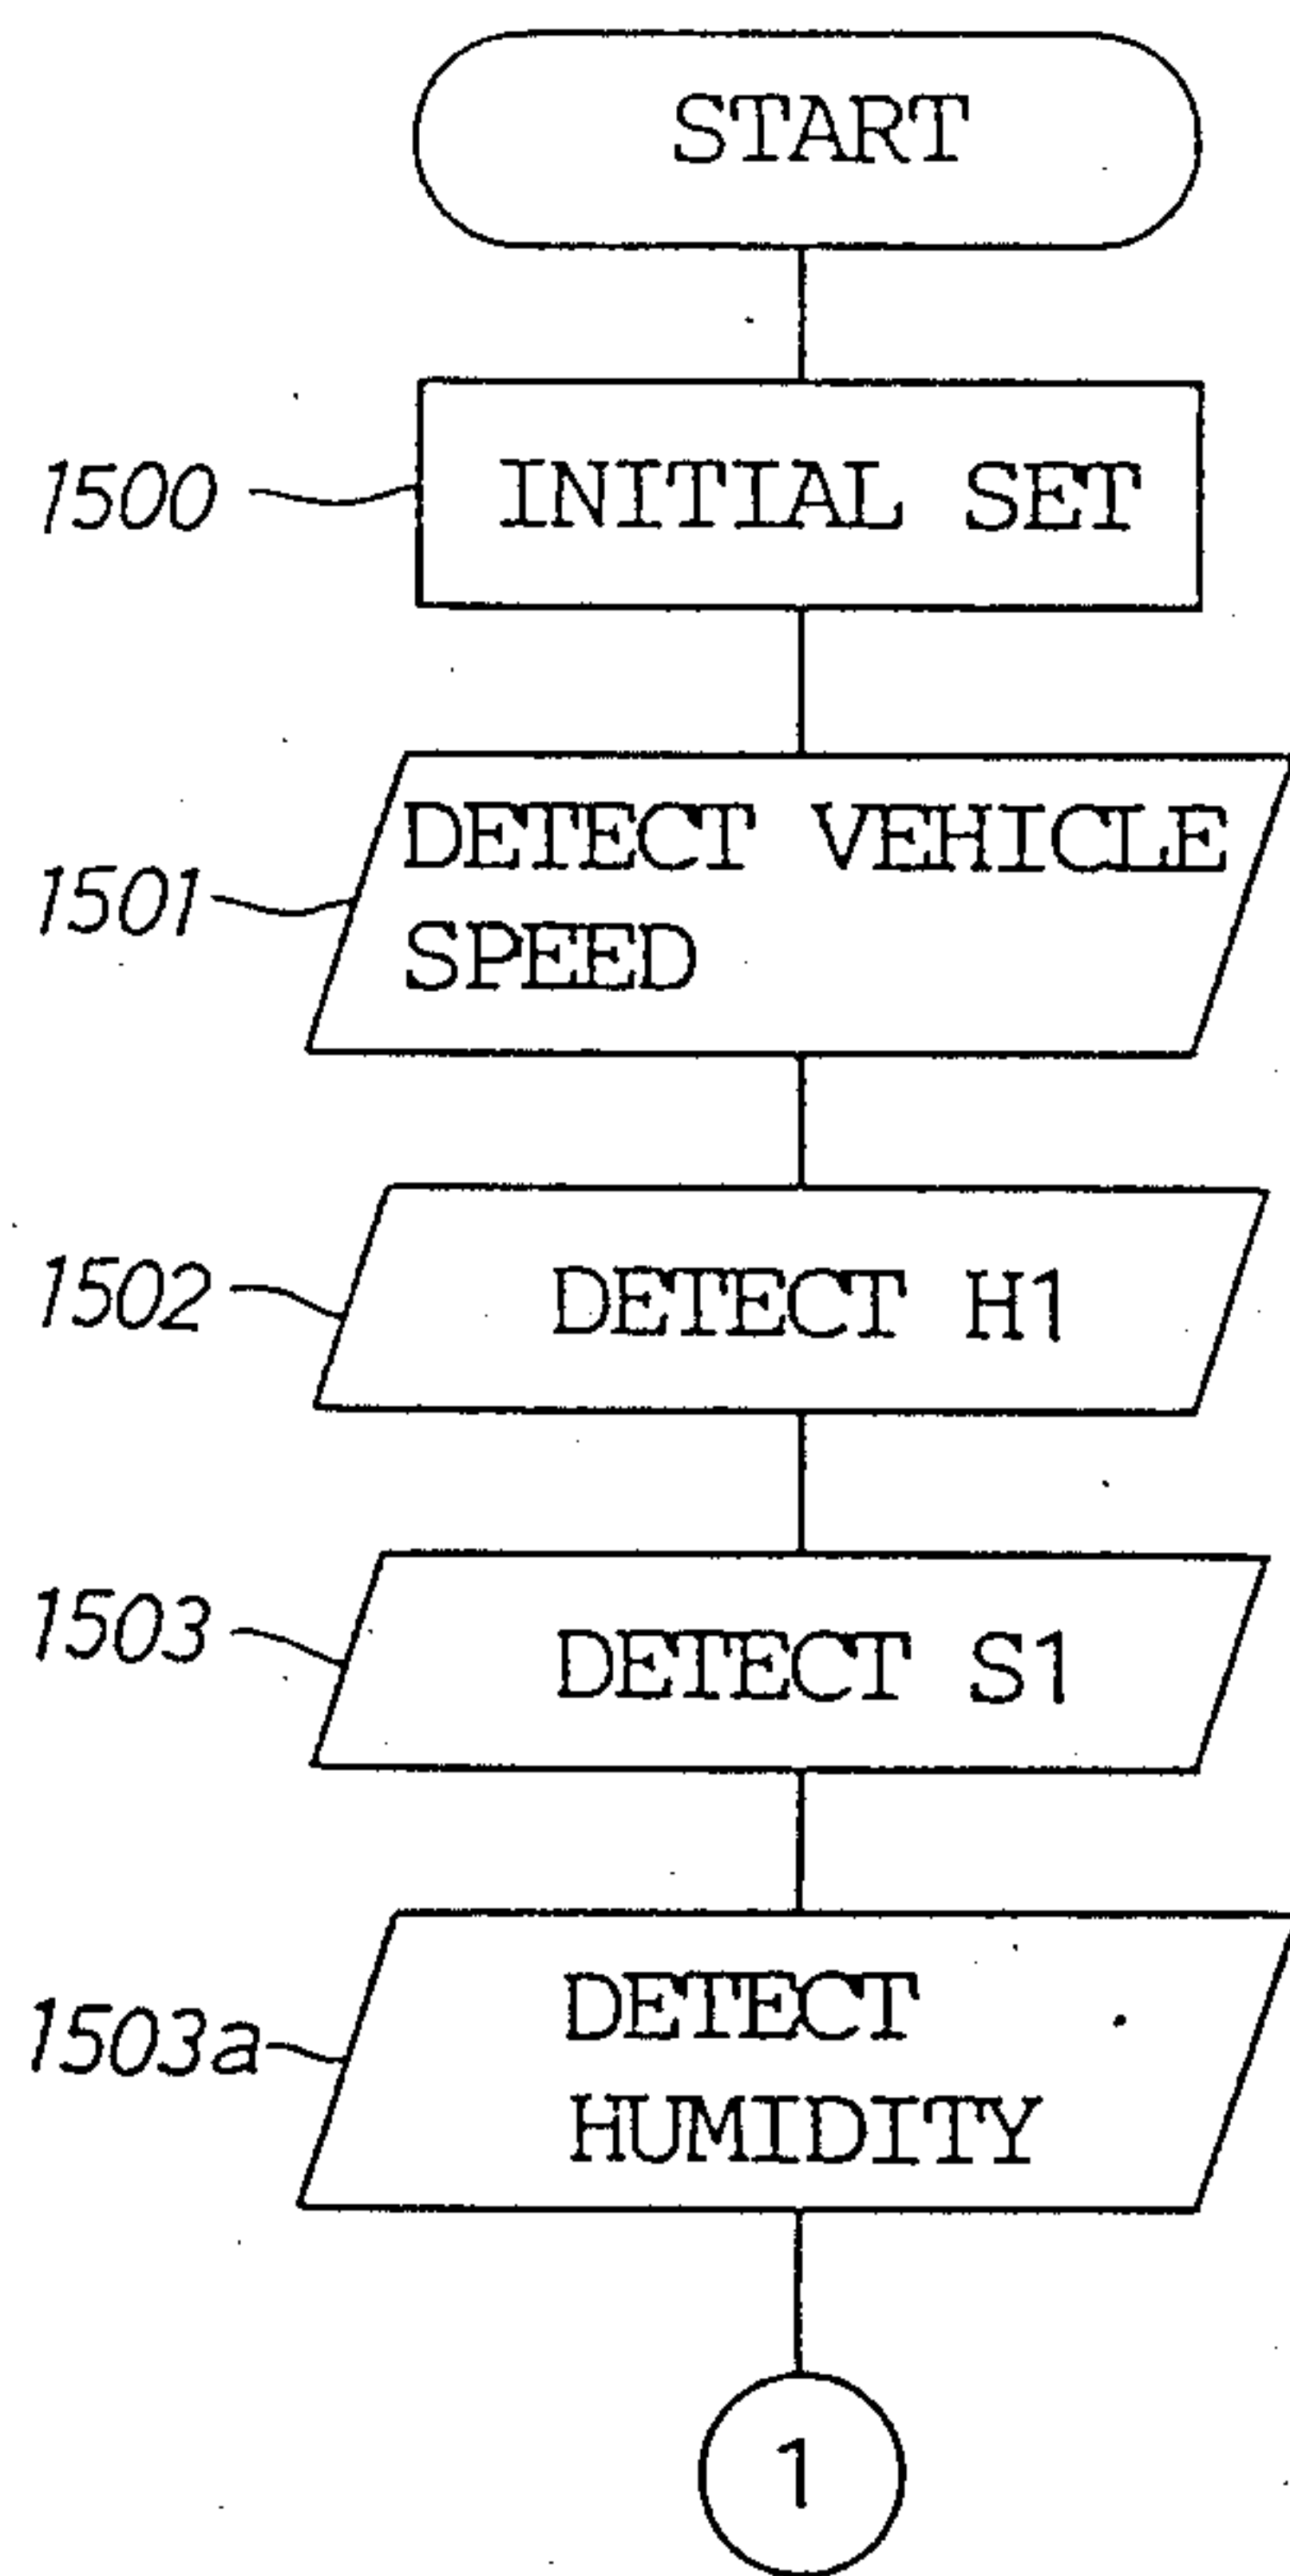 START
1500
INITIAL SET
1501
DETECT VEHICLE
SPEED
1502
DETECT H1
1503
DETECT S1
1503a
DETECT
HUMIDITY
1